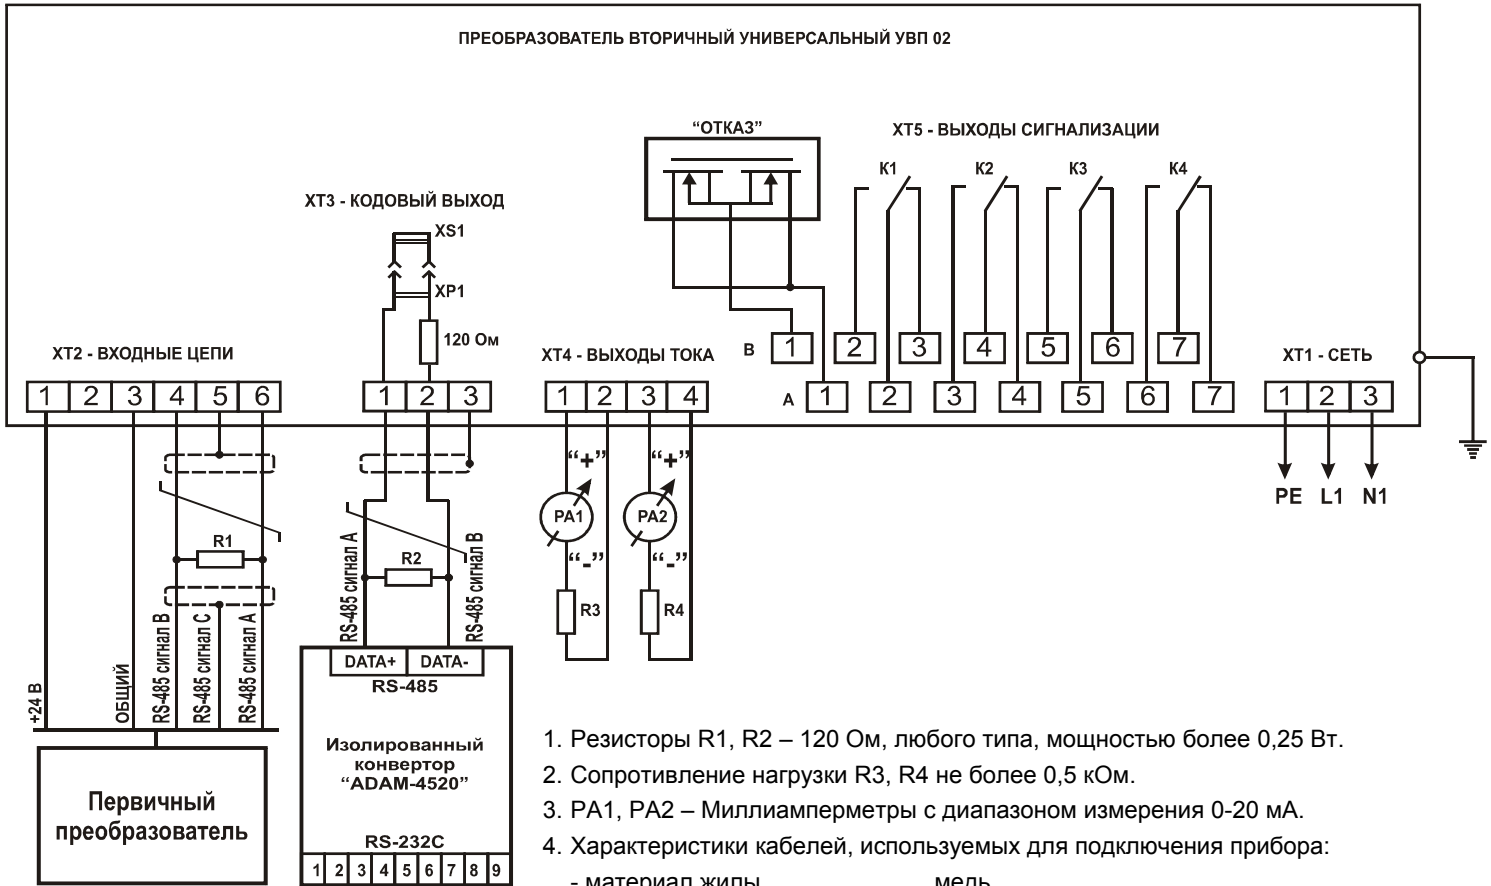 ПРЕОБРАЗОВАТЕЛЬ ВТОРИЧНЫЙ УНИВЕРСАЛЬНЫЙ УВП 02
“ОТКАЗ”
ХТ5 - ВЫХОДЫ СИГНАЛИЗАЦИИ
К1 К2 К3 К4
ХТ3 - КОДОВЫЙ ВЫХОД
XS1
XP1
120 Ом
ХТ2 - ВХОДНЫЕ ЦЕПИ
ХТ4 - ВЫХОДЫ ТОКА
ХТ1 - СЕТЬ
В 1 2 3 4 5 6 7
А 1 2 3 4 5 6 7
1 2 3 4 5 6
1 2 3
1 2 3 4
1 2 3
“+” “+”
PE L1 N1
PA1 PA2
“-” “-”
R1
R2
R3 R4
RS-485 сигнал A
RS-485 сигнал B
+24 В
ОБЩИЙ
RS-485 сигнал B
RS-485 сигнал C
RS-485 сигнал A
DATA+ DATA-
RS-485
Изолированный
конвертор
“ADAM-4520”
RS-232C
1 2 3 4 5 6 7 8 9
Первичный
преобразователь
1. Резисторы R1, R2 – 120 Ом, любого типа, мощностью более 0,25 Вт.
2. Сопротивление нагрузки R3, R4 не более 0,5 кОм.
3. PA1, PA2 – Миллиамперметры с диапазоном измерения 0-20 мА.
4. Характеристики кабелей, используемых для подключения прибора:
- материал жилы медь